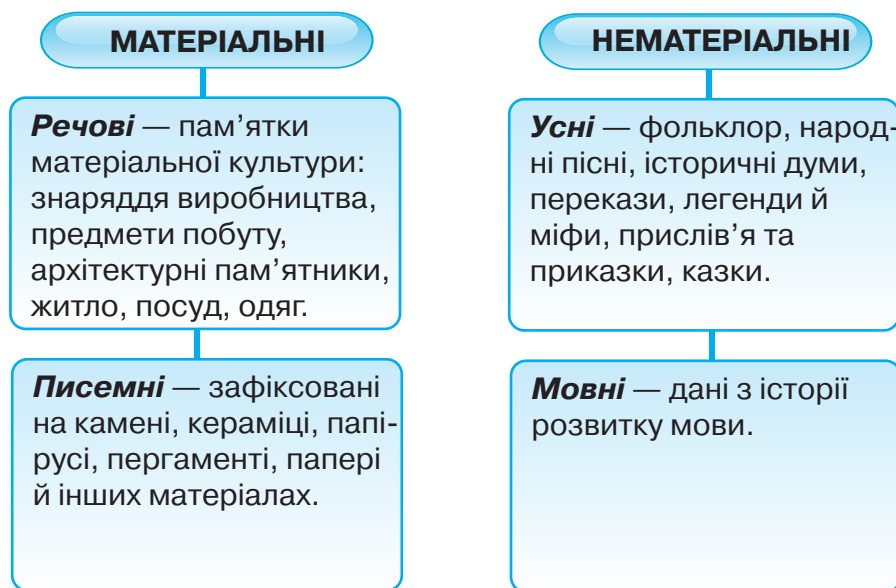 МАТЕРІАЛЬНІ
Речові — пам’ятки
матеріальної культури:
знаряддя виробництва,
предмети побуту,
архітектурні пам’ятники,
житло, посуд, одяг.
Писемні — зафіксовані
на камені, кераміці, папі-
русі, пергаменті, папері
й інших матеріалах.
НЕМАТЕРІАЛЬНІ
Усні — фольклор, народ-
ні пісні, історичні думи,
перекази, легенди й
міфи, прислів’я та
приказки, казки.
Мовні — дані з історії
розвитку мови.